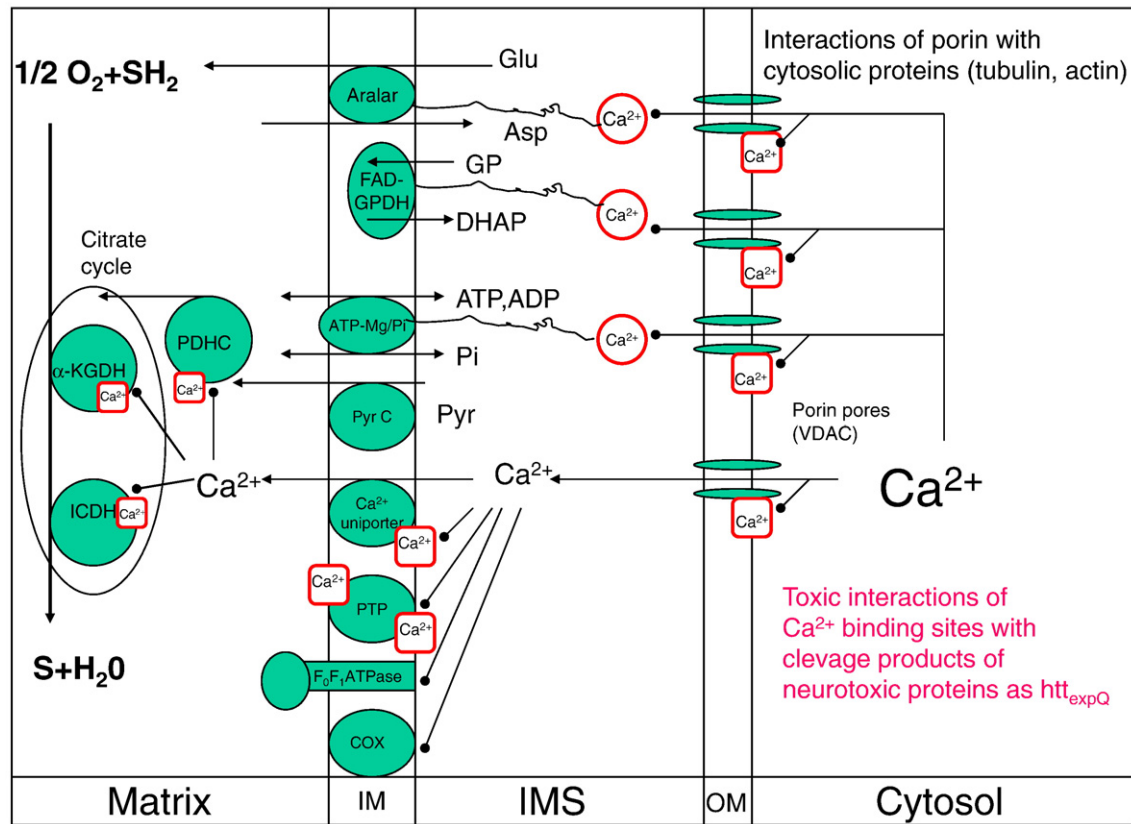 Interactions of porin with
cytosolic proteins (tubulin, actin)
Glu
1/2 O₂+SH₂
Aralar
Ca²⁺
Asp
Ca²⁺
GP
FAD-
GPDH
Ca²⁺
DHAP
Citrate
cycle
Ca²⁺
ATP,ADP
ATP-Mg/Pi
Ca²⁺
PDHC
Pi
α-KGDH
Ca²⁺
Ca²⁺
Ca²⁺
Pyr C
Pyr
Porin pores
(VDAC)
Ca²⁺
Ca²⁺
Ca²⁺
ICDH
Ca²⁺
Ca²⁺
uniporter
Ca²⁺
Ca²⁺
Ca²⁺
PTP
Ca²⁺
Toxic interactions of
Ca²⁺ binding sites with
clevage products of
neurotoxic proteins as httexpQ
S+H₂0
F₀F₁ATPase
COX
Matrix
IM
IMS
OM
Cytosol